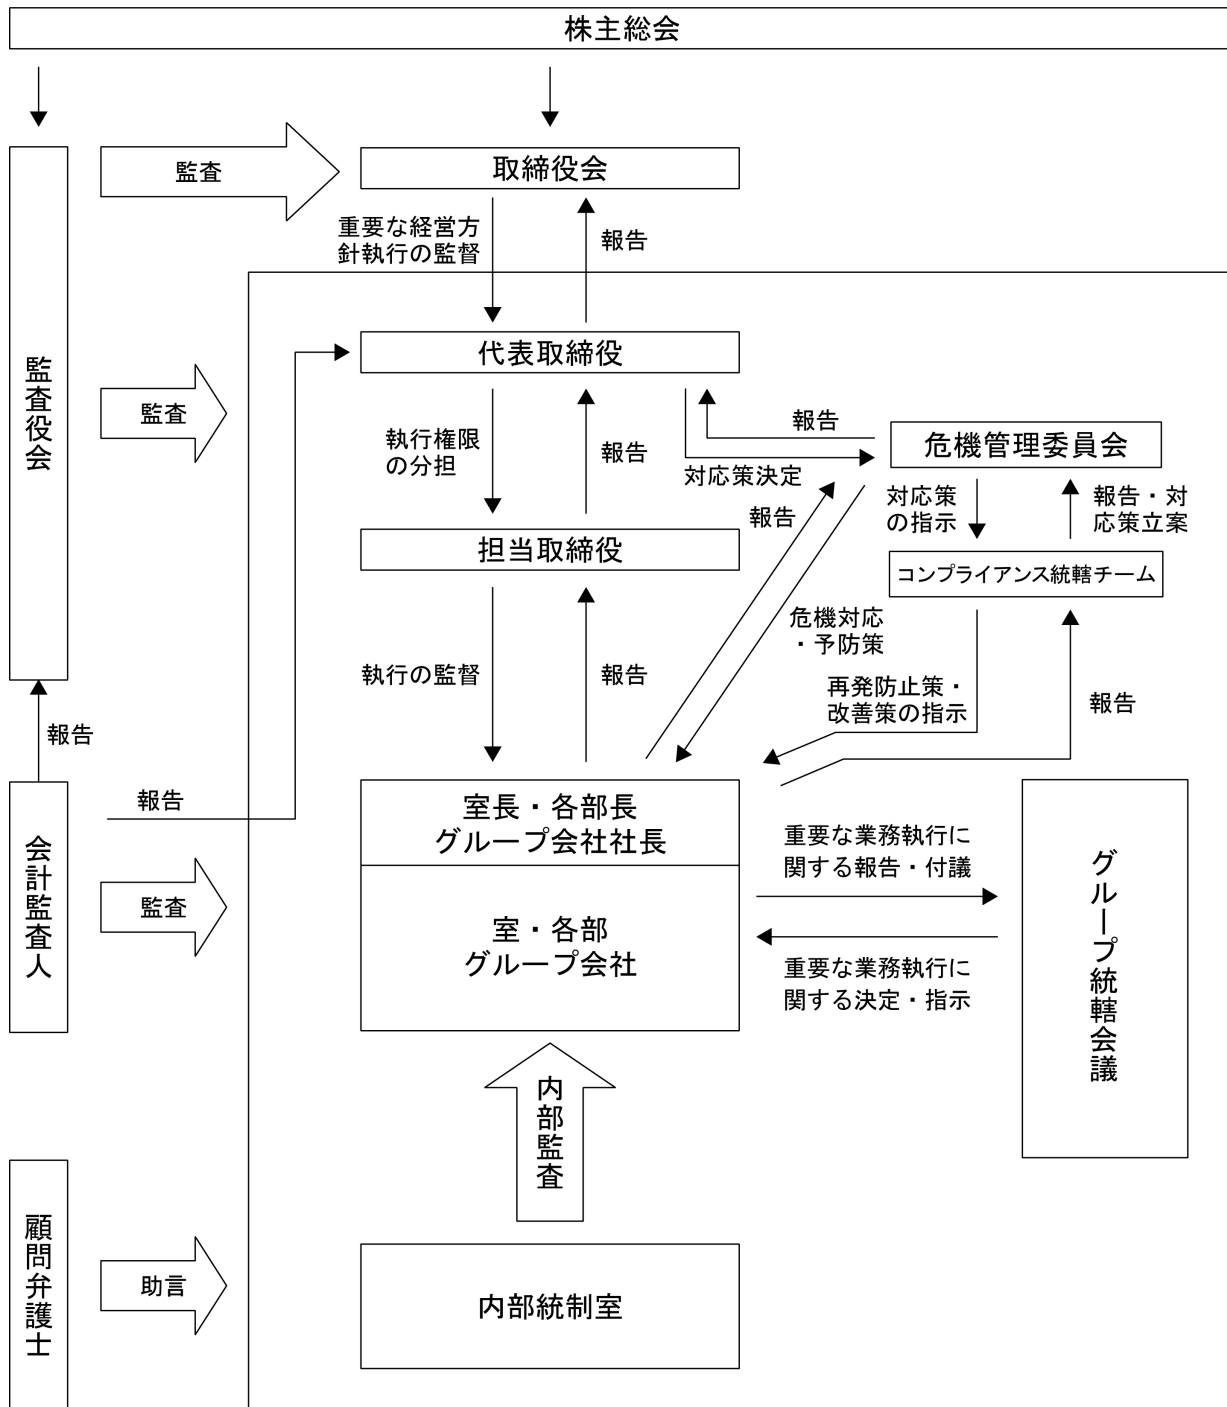 株主総会
監査
取締役会
重要な経営方
針執行の監督
報告
監査役会
代表取締役
監査
執行権限
の分担
報告
報告
対応策決定
危機管理委員会
報告
対応策
の指示
報告・対
応策立案
担当取締役
コンプライアンス統轄チーム
危機対応
・予防策
執行の監督
報告
再発防止策・
改善策の指示
報告
報告
報告
室長・各部長
グループ会社社長
会計監査人
監査
重要な業務執行に
関する報告・付議
室・各部
グループ会社
重要な業務執行に
関する決定・指示
グループ統轄会議
内部監査
顧問弁護士
助言
内部統制室